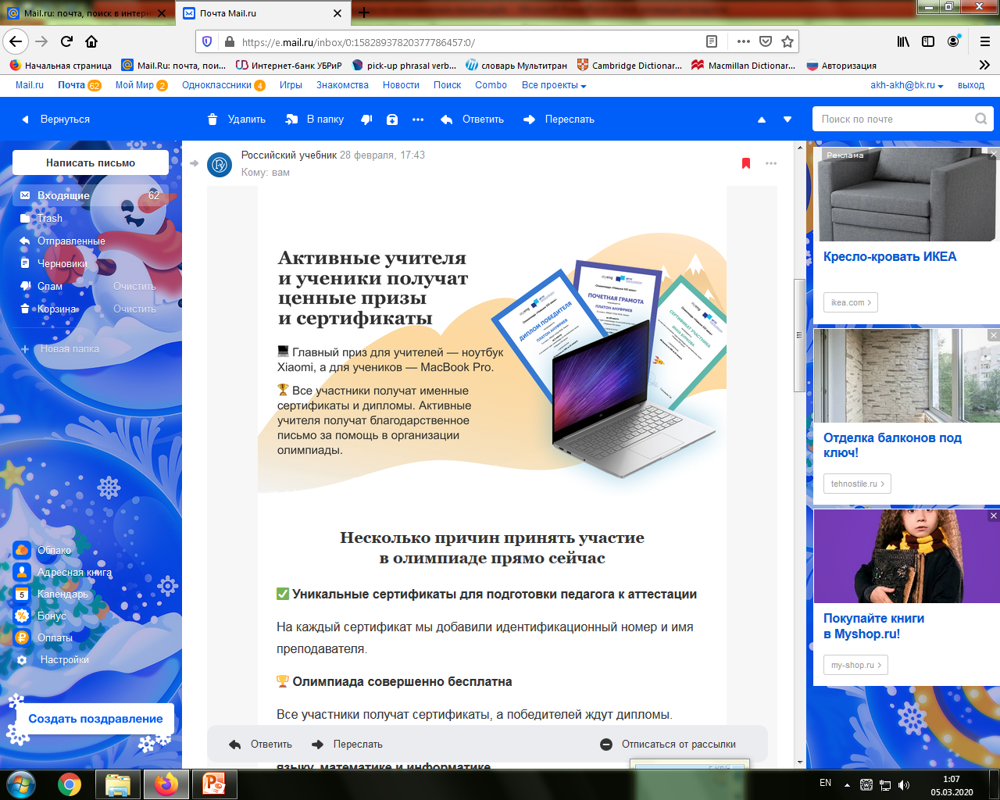 Mail.ru: почта, поиск в интерн
Почта Mail.ru
https://e.mail.ru/inbox/0:15828937820377786457:0/
Начальная страница
Mail.Ru: почта, пои...
Интернет-банк УБРиР
pick-up phrasal verb...
словарь Мультитран
Cambridge Dictionar...
Macmillan Dictionar...
Авторизация
Mail.ru
Почта 62
Мой Мир 2
Одноклассники 4
Игры
Знакомства
Новости
Поиск
Combo
Все проекты
akh-akh@bk.ru
выход
Вернуться
Удалить
В папку
Ответить
Переслать
Поиск по почте
Написать письмо
Входящие 62
Trash
Отправленные
Черновики
Спам Очистить
Корзина Очистить
Новая папка
Облако
Адресная книга
5 Календарь
Бонус
Оплаты
Настройки
Создать поздравление
Российский учебник 28 февраля, 17:43
Кому: вам
Активные учителя
и ученики получат
ценные призы
и сертификаты
Главный приз для учителей — ноутбук
Xiaomi, а для учеников — MacBook Pro.
Все участники получат именные
сертификаты и дипломы. Активные
учителя получат благодарственное
письмо за помощь в организации
олимпиады.
skyeng
ДИПЛОМ ПОБЕДИТЕЛЯ
ПЛАТОН АНУФРИЕВ
skyeng
ПОЧЕТНАЯ ГРАМОТА
ПЛАТОН АНУФРИЕВ
skyeng
СЕРТИФИКАТ УЧАСТНИКА
Несколько причин принять участие
в олимпиаде прямо сейчас
Уникальные сертификаты для подготовки педагога к аттестации
На каждый сертификат мы добавили идентификационный номер и имя
преподавателя.
Олимпиада совершенно бесплатна
Все участники получат сертификаты, а победителей ждут дипломы.
Ответить
Переслать
Отписаться от рассылки
языку, математике и информатике
Реклама
Кресло-кровать ИКЕА
ikea.com
Отделка балконов под
ключ!
tehnostile.ru
Покупайте книги
в Myshop.ru!
my-shop.ru
EN
1:07
05.03.2020